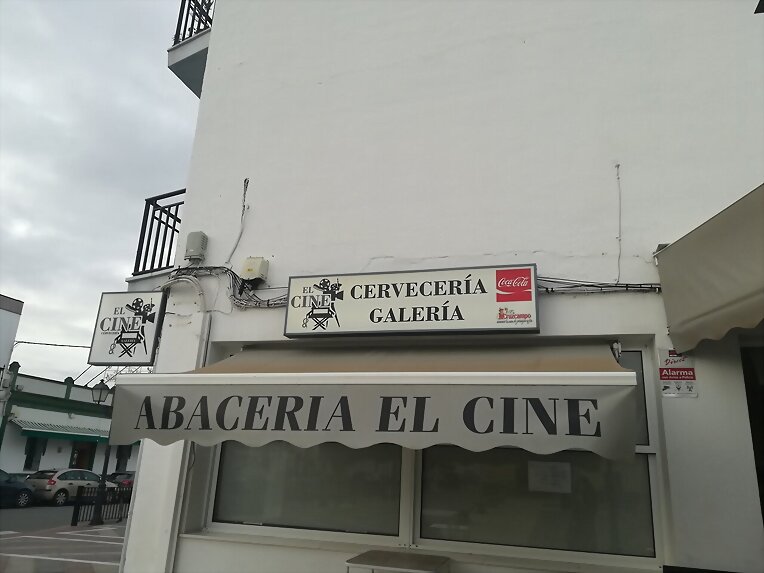 EL
CINE
EL
CINE
CERVECERÍA
GALERÍA
Coca-Cola
Cruzcampo
ABACERIA EL CINE
Alarma